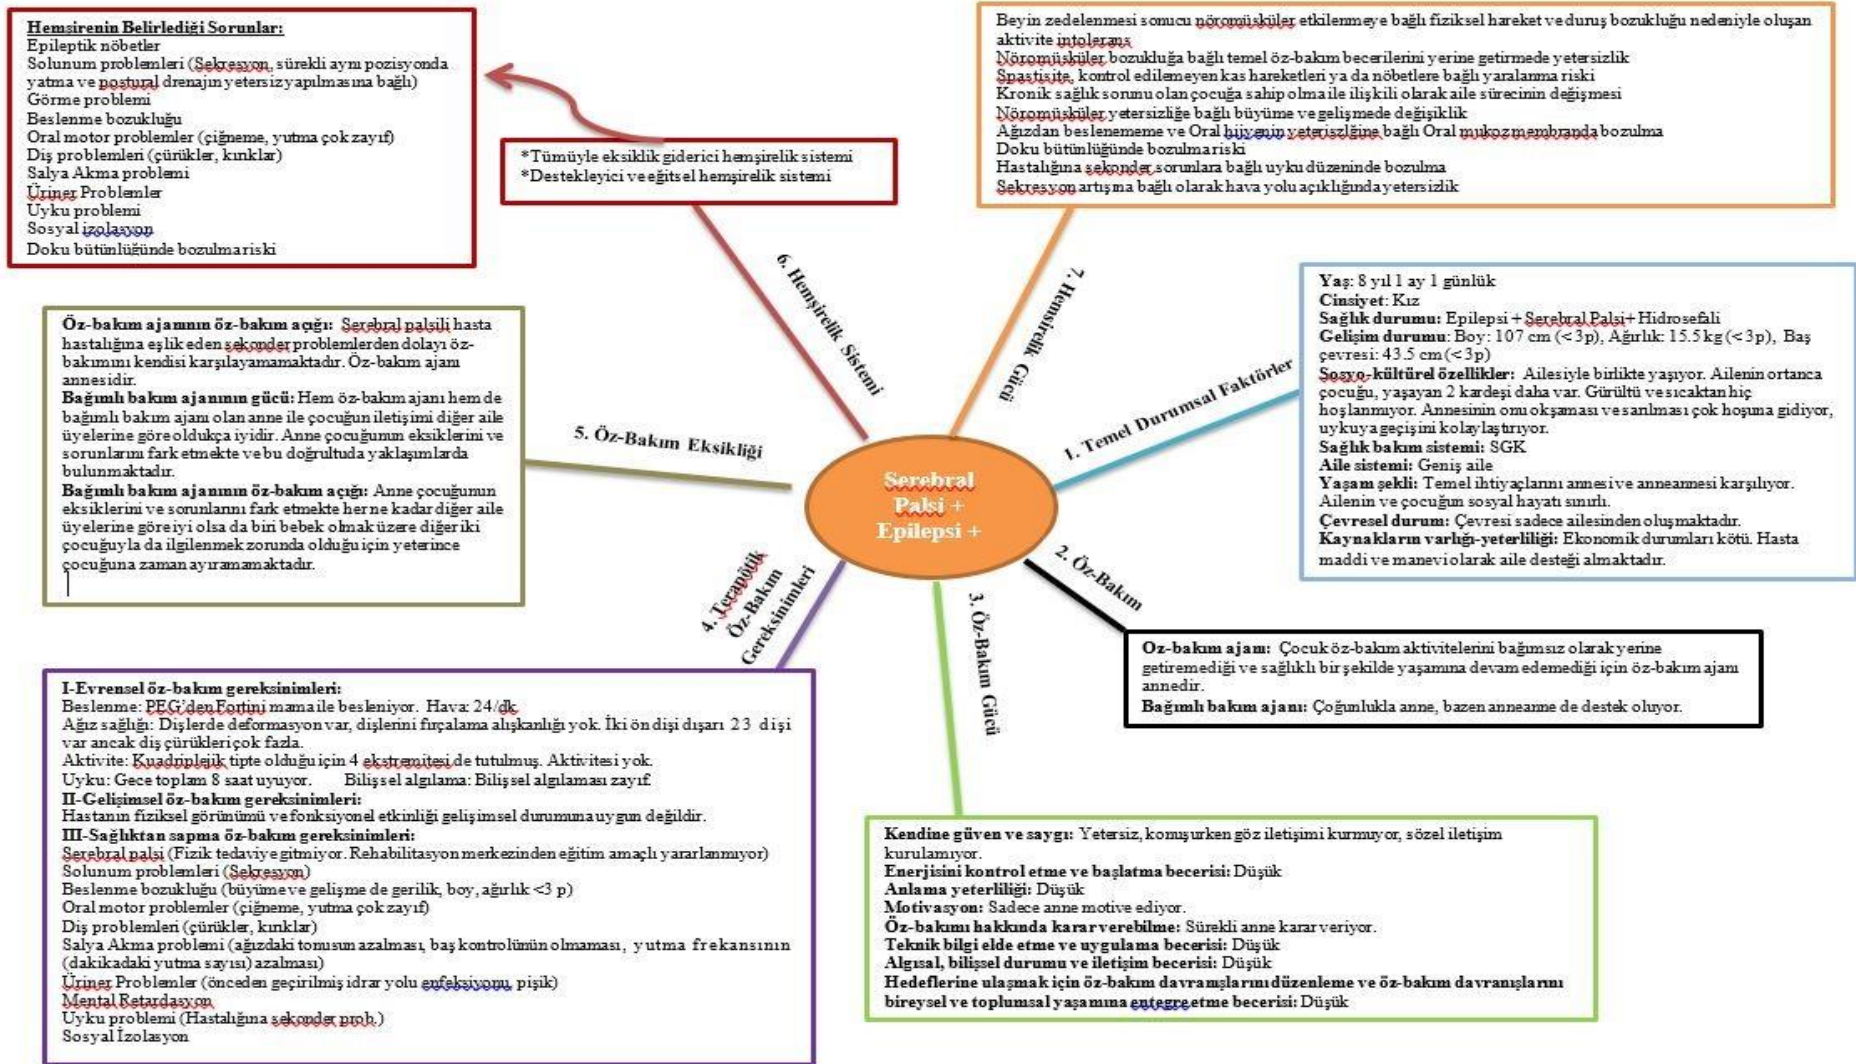 Hemşirenin Belirlediği Sorunlar:
Epileptik nöbetler
Solunum problemleri (Sekresyon, sürekli aynı pozisyonda
yatma ve postural drenajın yetersiz yapılmasına bağlı)
Görme problemi
Beslenme bozukluğu
Oral motor problemler (çiğneme, yutma çok zayıf)
Diş problemleri (çürükler, kırıklar)
Salya Akma problemi
Üriner Problemler
Uyku problemi
Sosyal izolasyon
Doku bütünlüğünde bozulma riski
*Tümüyle eksiklik giderici hemşirelik sistemi
*Destekleyici ve eğitsel hemşirelik sistemi
Beyin zedelenmesi sonucu nöromüsküler etkilenmeye bağlı fiziksel hareket ve duruş bozukluğu nedeniyle oluşan
aktivite intolerans
Nöromüsküler bozukluğa bağlı temel öz-bakım becerilerini yerine getirmede yetersizlik
Spastisite, kontrol edilemeyen kas hareketleri ya da nöbetlere bağlı yaralanma riski
Kronik sağlık sorunu olan çocuğa sahip olma ile ilişkili olarak aile sürecinin değişmesi
Nöromüsküler yetersizliğe bağlı büyüme ve gelişmede değişiklik
Ağızdan beslenememe ve Oral hijyenin yeteriszlğine bağlı Oral mukoz membranda bozulma
Doku bütünlüğünde bozulma riski
Hastalığına sekonder sorunlara bağlı uyku düzeninde bozulma
Sekresyon artışına bağlı olarak hava yolu açıklığında yetersizlik
6. Hemşirelik Sistemi
7. Hemşirelik Gücü
1. Temel Durumsal Faktörler
Yaş: 8 yıl 1 ay 1 günlük
Cinsiyet: Kız
Sağlık durumu: Epilepsi + Serebral Palsi+ Hidrosefali
Gelişim durumu: Boy: 107 cm (<3p), Ağırlık: 15.5 kg (<3p), Baş
çevresi: 43.5 cm (<3p)
Sosyo-kültürel özellikler: Ailesiyle birlikte yaşıyor. Ailenin ortanca
çocuğu, yaşayan 2 kardeşi daha var. Gürültü ve sıcaktan hiç
hoşlanmıyor. Annesinin onu okşaması ve sarılması çok hoşuna gidiyor,
uykuya geçişini kolaylaştırıyor.
Sağlık bakım sistemi: SGK
Aile sistemi: Geniş aile
Yaşam şekli: Temel ihtiyaçlarını annesi ve anneannesi karşılıyor.
Ailenin ve çocuğun sosyal hayatı sınırlı.
Çevresel durum: Çevresi sadece ailesinden oluşmaktadır.
Kaynakların varlığı-yeterliliği: Ekonomik durumları kötü. Hasta
maddi ve manevi olarak aile desteği almaktadır.
Öz-bakım ajanının öz-bakım açığı: Serebral palsili hasta
hastalığına eşlik eden sekonder problemlerden dolayı öz-
bakımını kendisi karşılayamamaktadır. Öz-bakım ajanı
annesidir.
Bağımlı bakım ajanının gücü: Hem öz-bakım ajanı hem de
bağımlı bakım ajanı olan anne ile çocuğun iletişimi diğer aile
üyelerine göre oldukça iyidir. Anne çocuğunun eksiklerini ve
sorunlarını fark etmekte ve bu doğrultuda yaklaşımlarda
bulunmaktadır.
Bağımlı bakım ajanının öz-bakım açığı: Anne çocuğunun
eksiklerini ve sorunlarını fark etmekte her ne kadar diğer aile
üyelerine göre iyi olsa da biri bebek olmak üzere diğer iki
çocuğuyla da ilgilenmek zorunda olduğu için yeterince
çocuğuna zaman ayıramamaktadır.
5. Öz-Bakım Eksikliği
Serebral
Palsi +
Epilepsi +
2. Öz-Bakım
3. Öz-Bakım Gücü
4. Terapötik
Öz-Bakım
Gereksinimleri
Oz-bakım ajanı: Çocuk öz-bakım aktivitelerini bağımsız olarak yerine
getiremediği ve sağlıklı bir şekilde yaşamına devam edemediği için öz-bakım ajanı
annedir.
Bağımlı bakım ajanı: Çoğunlukla anne, bazen anneanne de destek oluyor.
I-Evrensel öz-bakım gereksinimleri:
Beslenme: PEG'den Fortini mama ile besleniyor. Hava: 24/dk
Ağız sağlığı: Dişlerde deformasyon var, dişlerini fırçalama alışkanlığı yok. İki ön dişi dışarı 23 dişi
var ancak diş çürükleri çok fazla.
Aktivite: Kuadriplejik tipte olduğu için 4 ekstremitesi de tutulmuş. Aktivitesi yok.
Uyku: Gece toplam 8 saat uyuyor. Bilişsel algılama: Bilişsel algılaması zayıf.
II-Gelişimsel öz-bakım gereksinimleri:
Hastanın fiziksel görünümü ve fonksiyonel etkinliği gelişimsel durumuna uygun değildir.
III-Sağlıktan sapma öz-bakım gereksinimleri:
Serebral palsi (Fizik tedaviye gitmiyor. Rehabilitasyon merkezinden eğitim amaçlı yararlanmıyor)
Solunum problemleri (Sekresyon)
Beslenme bozukluğu (büyüme ve gelişme de gerilik, boy, ağırlık <3 p)
Oral motor problemler (çiğneme, yutma çok zayıf)
Diş problemleri (çürükler, kırıklar)
Salya Akma problemi (ağızdaki tonusun azalması, baş kontrolünün olmaması, yutma frekansının
(dakikadaki yutma sayısı) azalması)
Üriner Problemler (önceden geçirilmiş idrar yolu enfeksiyonu, pişik)
Mental Retardasyon
Uyku problemi (Hastalığına sekonder prob.)
Sosyal İzolasyon
Kendine güven ve saygı: Yetersiz, konuşurken göz iletişimi kurmuyor, sözel iletişim
kurulamıyor.
Enerjisini kontrol etme ve başlatma becerisi: Düşük
Anlama yeterliliği: Düşük
Motivasyon: Sadece anne motive ediyor.
Öz-bakımı hakkında karar verebilme: Sürekli anne karar veriyor.
Teknik bilgi elde etme ve uygulama becerisi: Düşük
Algısal, bilişsel durumu ve iletişim becerisi: Düşük
Hedeflerine ulaşmak için öz-bakım davranışlarını düzenleme ve öz-bakım davranışlarını
bireysel ve toplumsal yaşamına entegre etme becerisi: Düşük